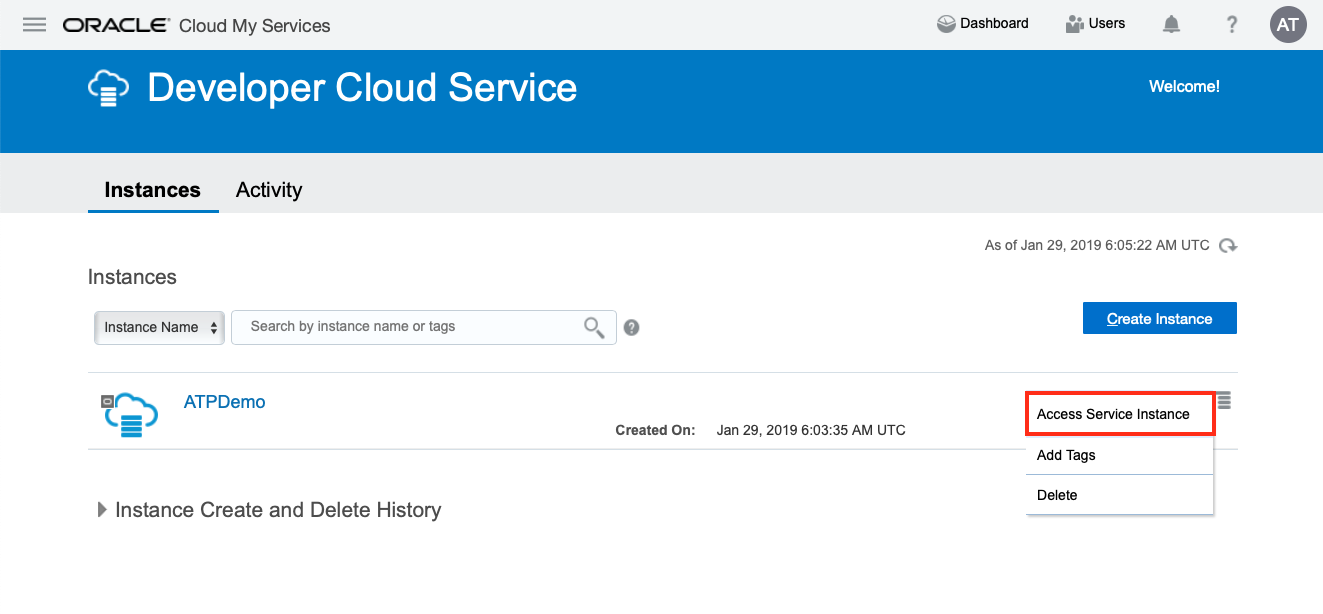 ORACLE® Cloud My Services
Dashboard
Users
?
AT
Developer Cloud Service
Welcome!
Instances
Activity
As of Jan 29, 2019 6:05:22 AM UTC
Instances
Instance Name
Search by instance name or tags
?
Create Instance
ATPDemo
Created On: Jan 29, 2019 6:03:35 AM UTC
Access Service Instance
Add Tags
Delete
Instance Create and Delete History